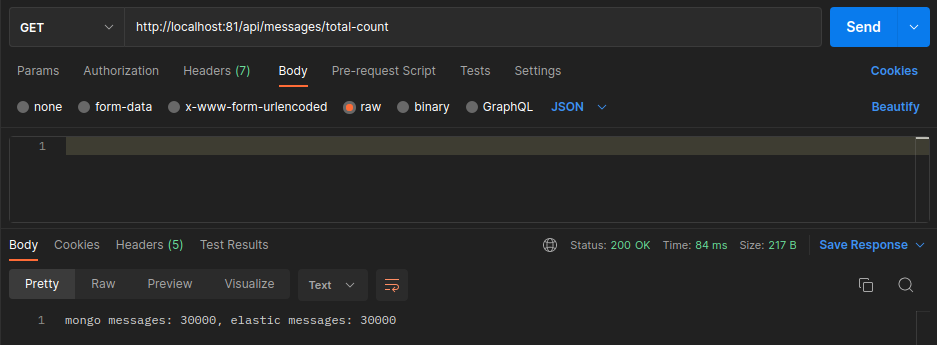 GET http://localhost:81/api/messages/total-count Send
Params Authorization Headers (7) Body Pre-request Script Tests Settings Cookies
none form-data x-www-form-urlencoded raw binary GraphQL JSON Beautify
1
Body Cookies Headers (5) Test Results Status: 200 OK Time: 84 ms Size: 217 B Save Response
Pretty Raw Preview Visualize Text
1 mongo messages: 30000, elastic messages: 30000